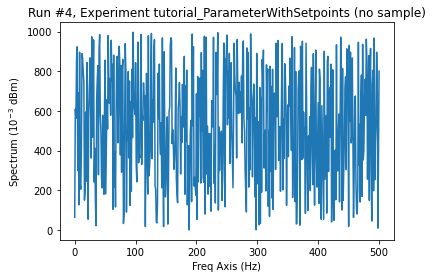 Run #4, Experiment tutorial_ParameterWithSetpoints (no sample)
1000
800
600
400
200
0
Spectrum (10⁻³ dBm)
0 100 200 300 400 500
Freq Axis (Hz)